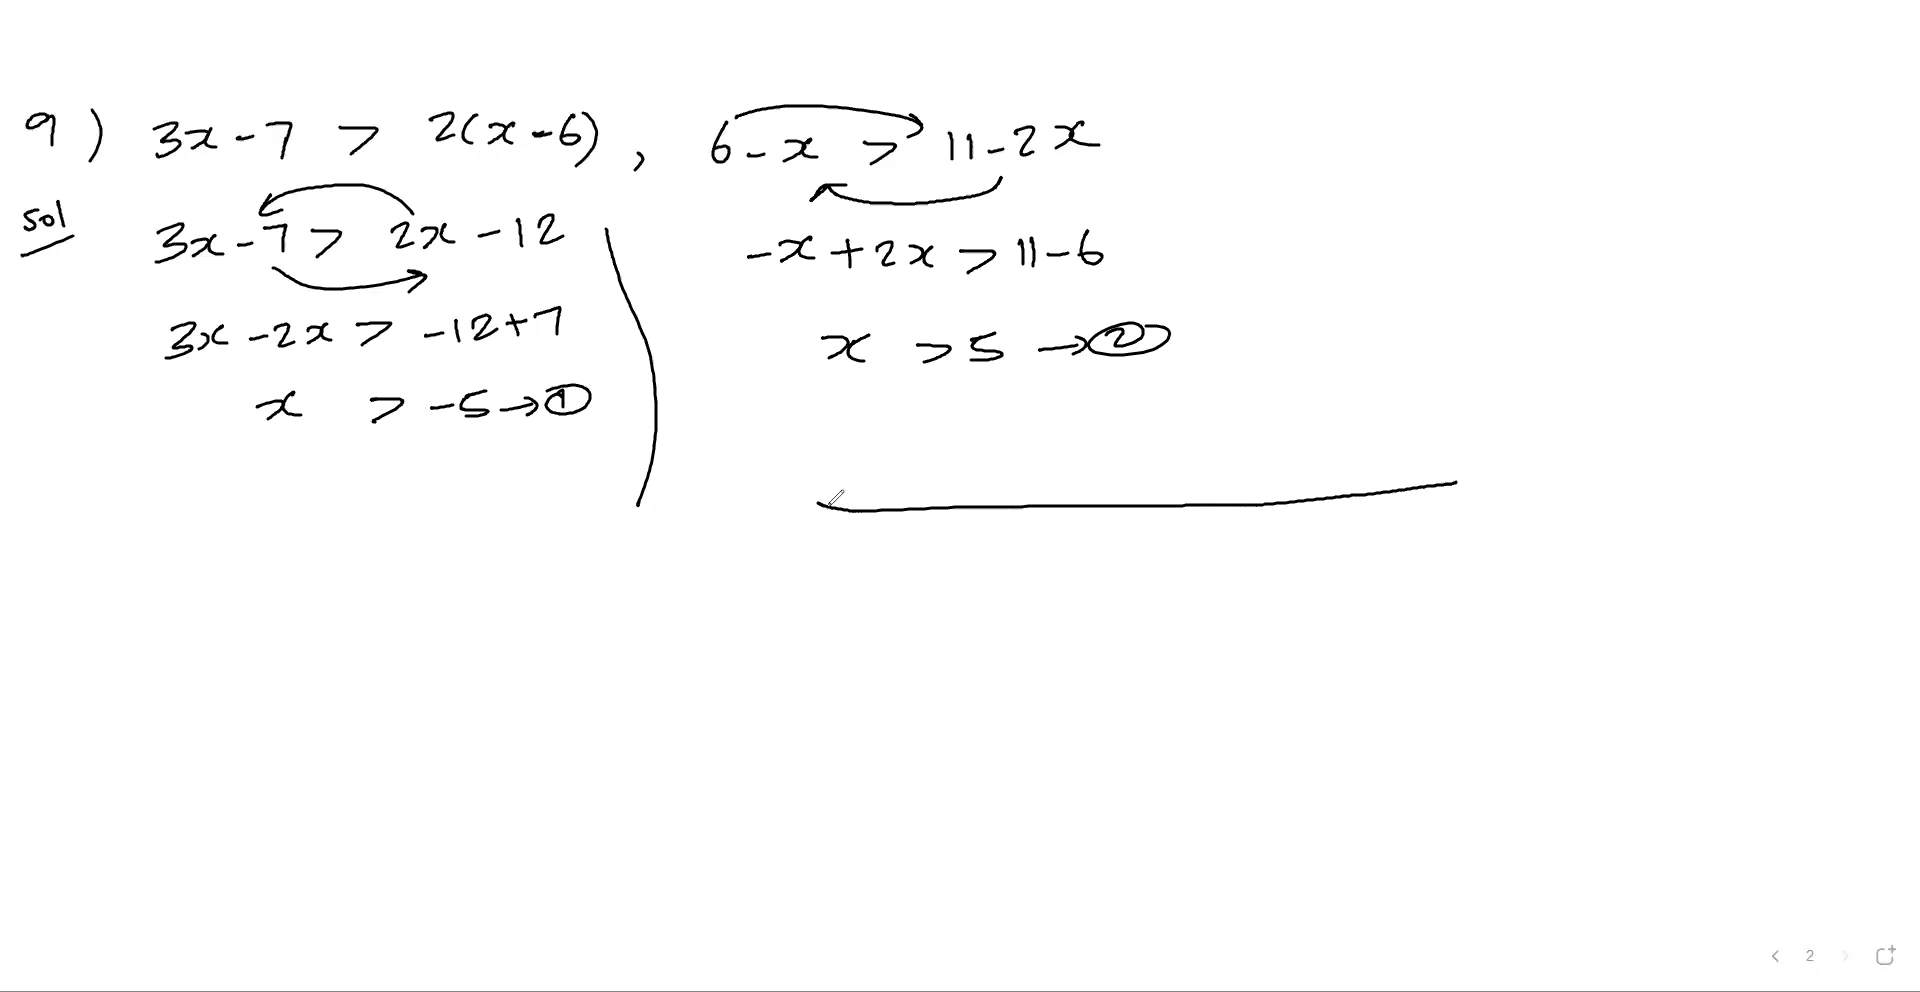 9) 3x - 7 > 2(x - 6), 6 - x > 11 - 2x
sol 3x - 7 > 2x - 12
3x - 2x > -12 + 7
x > -5 → ①
-x + 2x > 11 - 6
x > 5 → ②
2